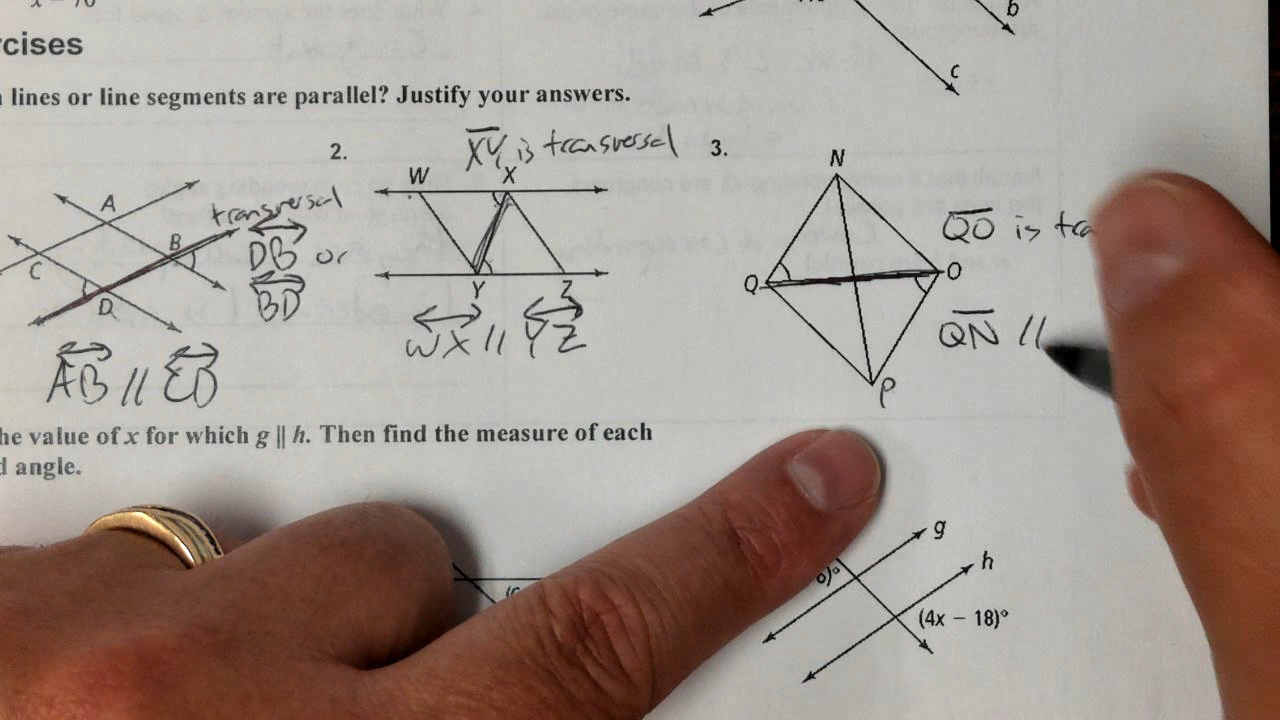 b
c
cises
lines or line segments are parallel? Justify your answers.
2.
XY is transversal
3.
W X
N
A
transversal
B
DB or
BD
C
D
Y Z
WX // YZ
AB // CD
QO is tra
Q O
QN //
P
he value of x for which g || h. Then find the measure of each
angle.
g
h
(4x − 18)°